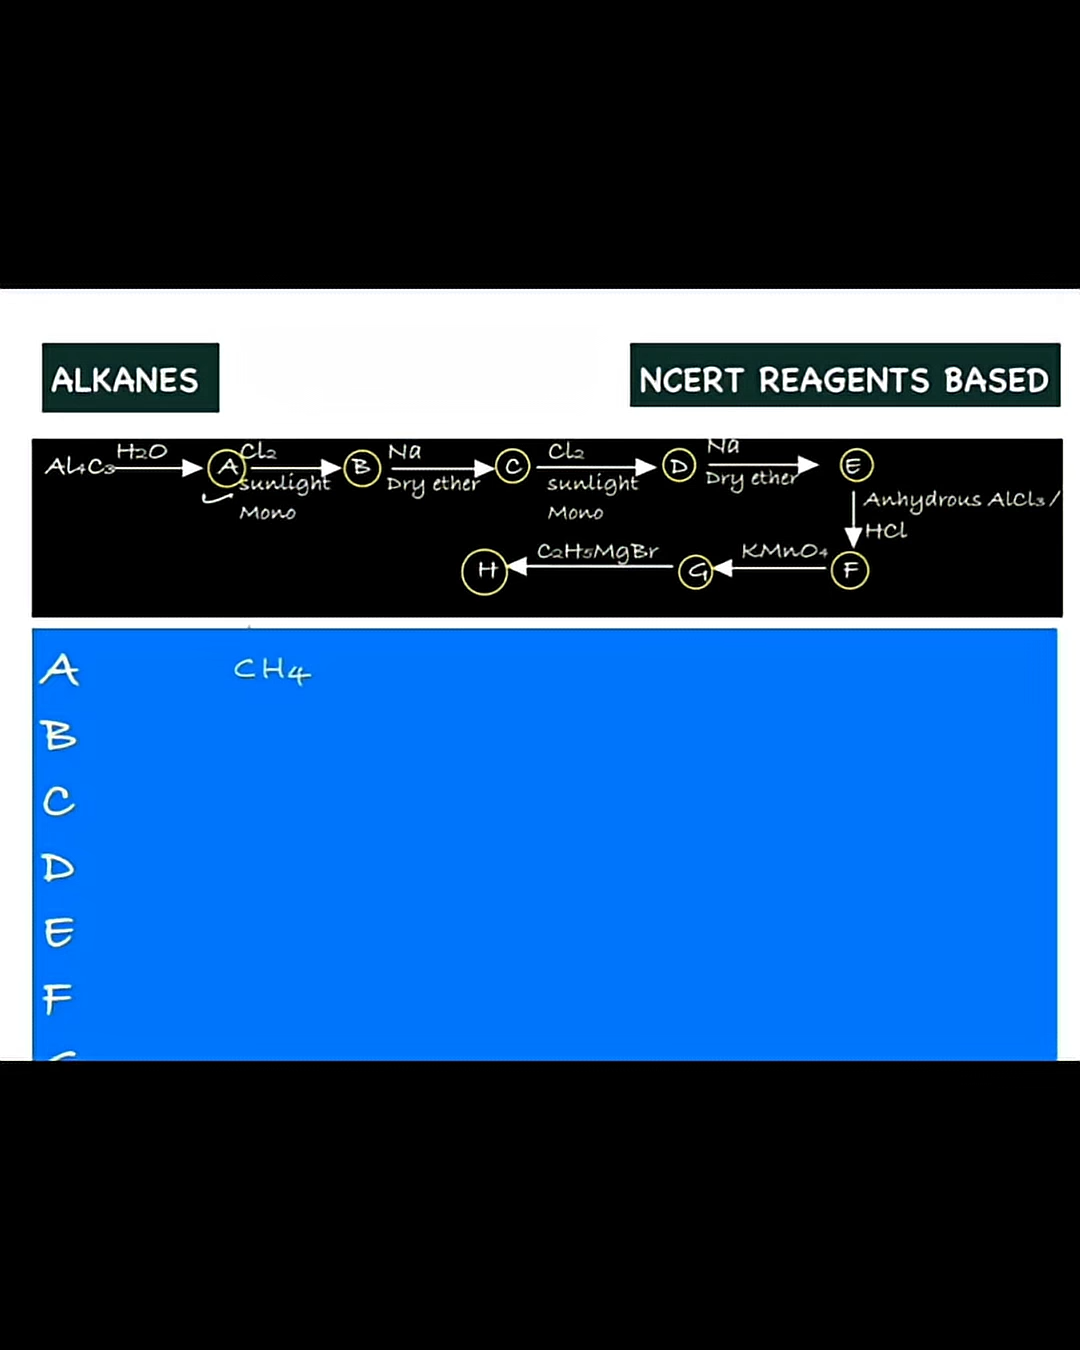 ALKANES
NCERT REAGENTS BASED
Al4C3 H2O A Cl2 sunlight Mono B Na Dry ether C Cl2 sunlight Mono D Na Dry ether E
Anhydrous AlCl3/
HCl
H C2H5MgBr G KMnO4 F
A CH4
B
C
D
E
F